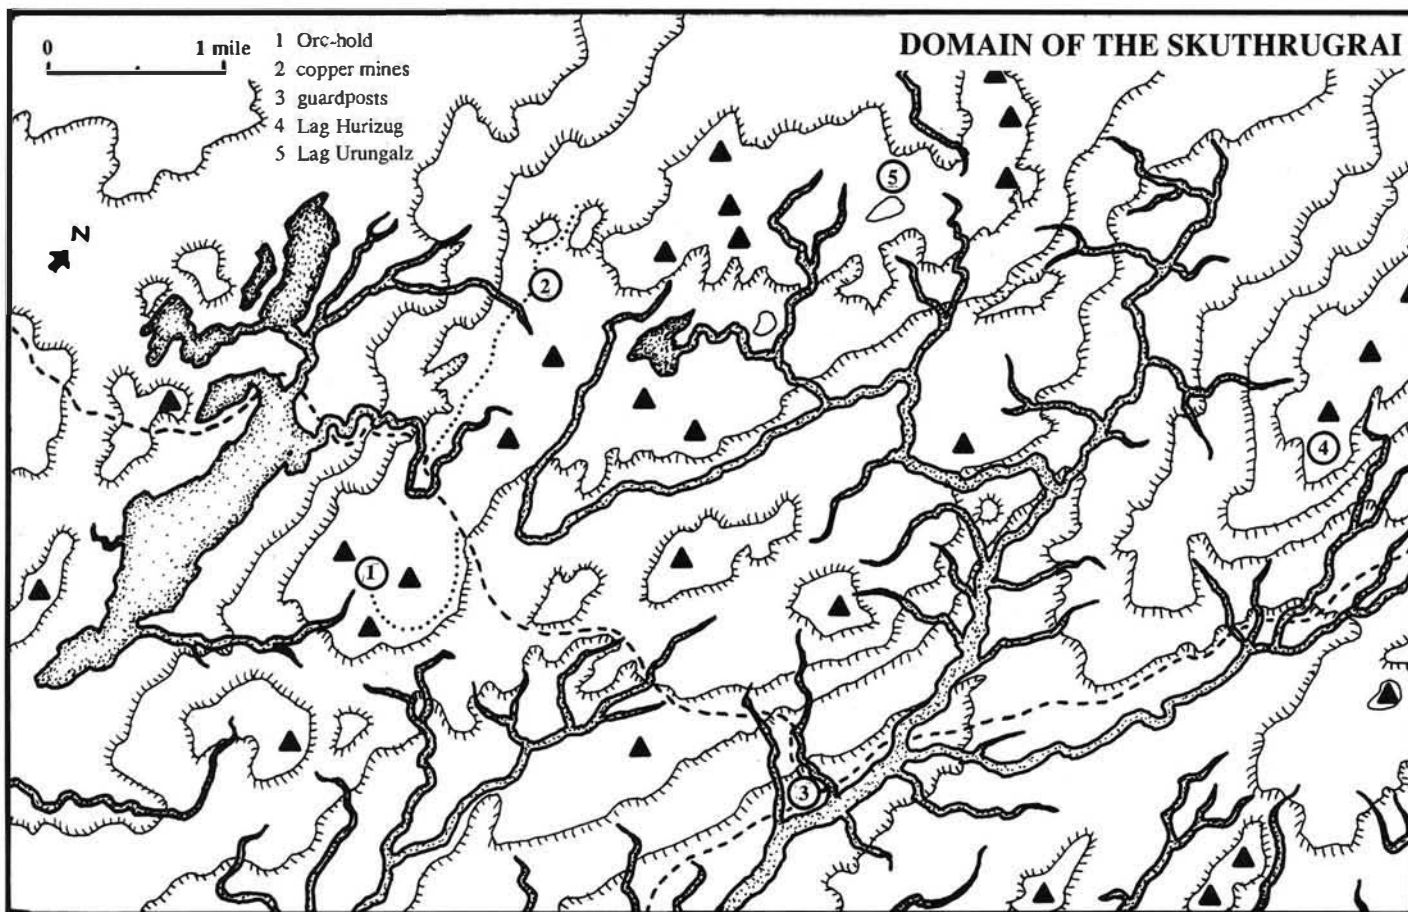 DOMAIN OF THE SKUTHRUGRAI
0 1 mile
1 Orc-hold
2 copper mines
3 guardposts
4 Lag Hurizug
5 Lag Urungalz
N
5
2
4
1
3